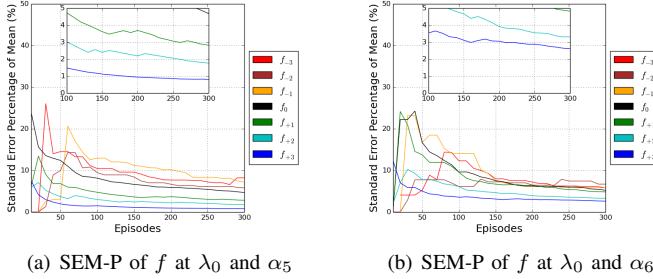 50
40
30
20
10
0
Standard Error Percentage of Mean (%)
5
4
3
2
1
0
100
150
200
250
300
50
100
150
200
250
300
Episodes
f₋₃
f₋₂
f₋₁
f₀
f₊₁
f₊₂
f₊₃
(a) SEM-P of f at λ₀ and α₅
50
40
30
20
10
0
Standard Error Percentage of Mean (%)
5
4
3
2
1
0
100
150
200
250
300
50
100
150
200
250
300
Episodes
f₋₃
f₋₂
f₋₁
f₀
f₊₁
f₊₂
f₊₃
(b) SEM-P of f at λ₀ and α₆